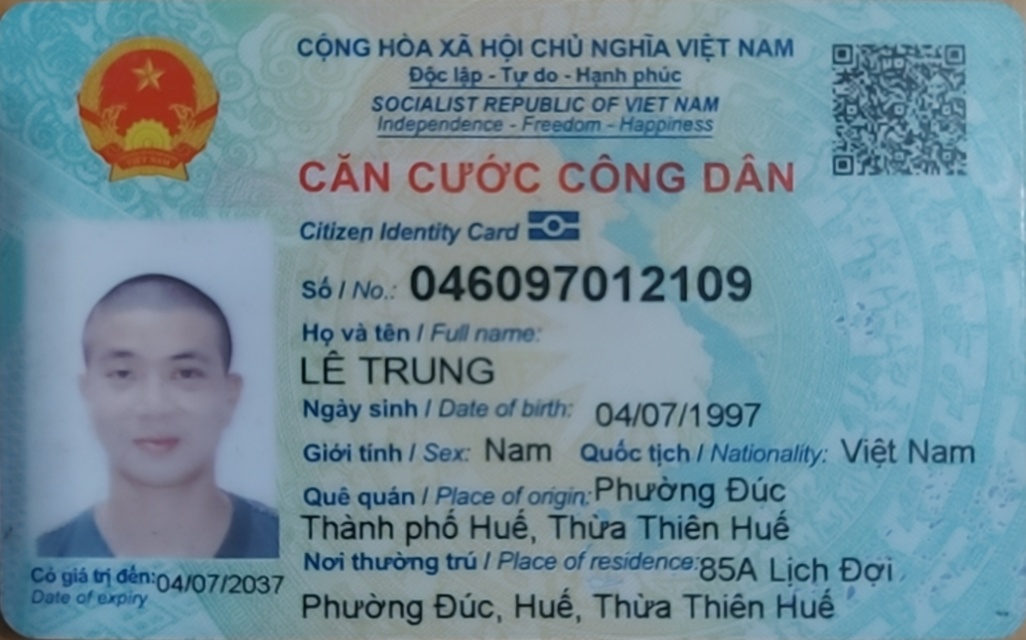 CỘNG HÒA XÃ HỘI CHỦ NGHĨA VIỆT NAM
Độc lập - Tự do - Hạnh phúc
SOCIALIST REPUBLIC OF VIET NAM
Independence - Freedom - Happiness
CĂN CƯỚC CÔNG DÂN
Citizen Identity Card
Số / No.: 046097012109
Họ và tên / Full name:
LÊ TRUNG
Ngày sinh / Date of birth: 04/07/1997
Giới tính / Sex: Nam Quốc tịch / Nationality: Việt Nam
Quê quán / Place of origin: Phường Đúc
Thành phố Huế, Thừa Thiên Huế
Nơi thường trú / Place of residence: 85A Lịch Đợi
Phường Đúc, Huế, Thừa Thiên Huế
Có giá trị đến: 04/07/2037
Date of expiry
VIỆT NAM